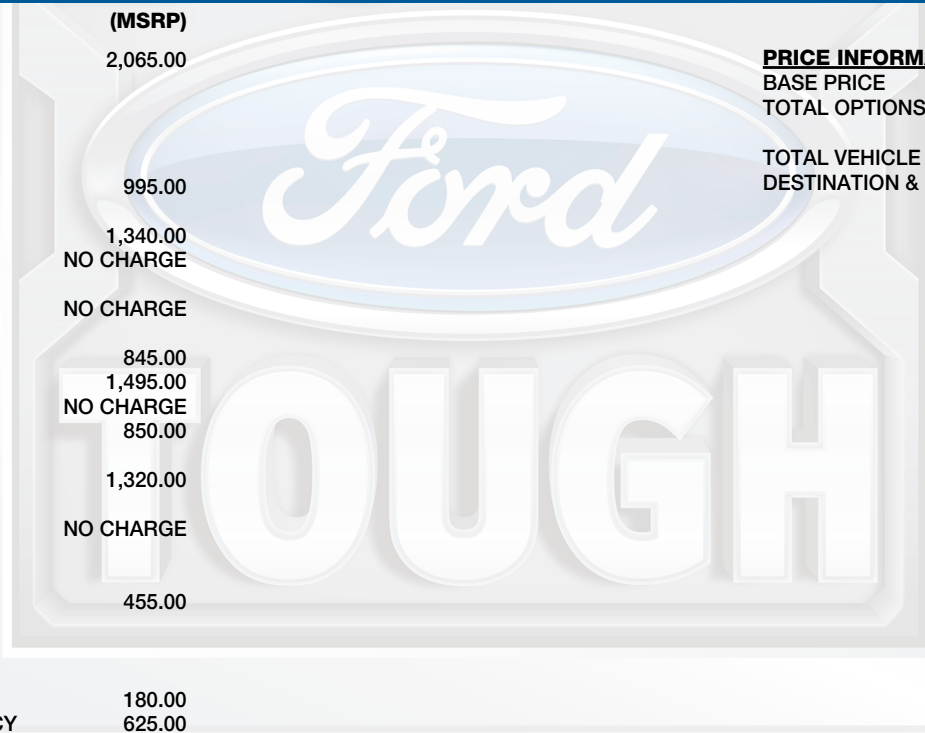 (MSRP)
2,065.00
995.00
1,340.00
NO CHARGE
NO CHARGE
845.00
1,495.00
NO CHARGE
850.00
1,320.00
NO CHARGE
455.00
180.00
CY 625.00
PRICE INFORMA
BASE PRICE
TOTAL OPTIONS
TOTAL VEHICLE
DESTINATION &
Ford
TOUGH